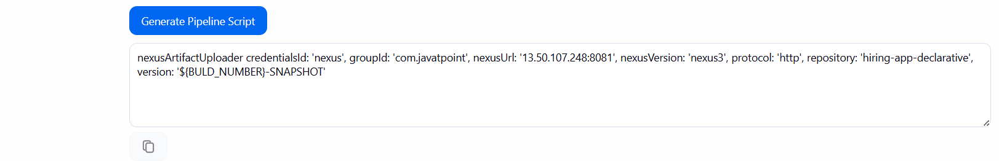 Generate Pipeline Script
nexusArtifactUploader credentialsId: 'nexus', groupId: 'com.javatpoint', nexusUrl: '13.50.107.248:8081', nexusVersion: 'nexus3', protocol: 'http', repository: 'hiring-app-declarative',
version: '${BULD_NUMBER}-SNAPSHOT'